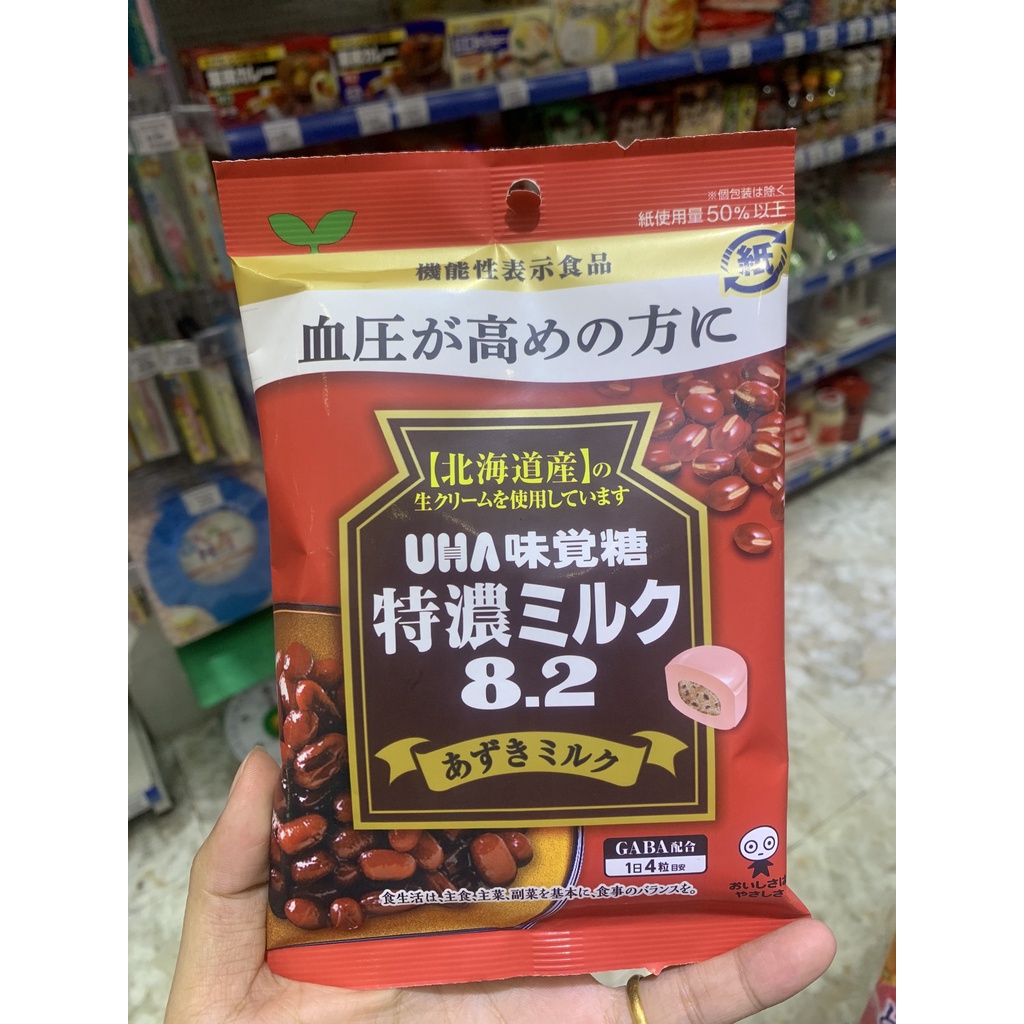 ※個包装は除く
紙使用量50%以上
紙
機能性表示食品
血圧が高めの方に
【北海道産】の
生クリームを使用しています
UHA味覚糖
特濃ミルク
8.2
あずきミルク
GABA配合
1日4粒目安
おいしさは
やさしさ
食生活は、主食、主菜、副菜を基本に、食事のバランスを。